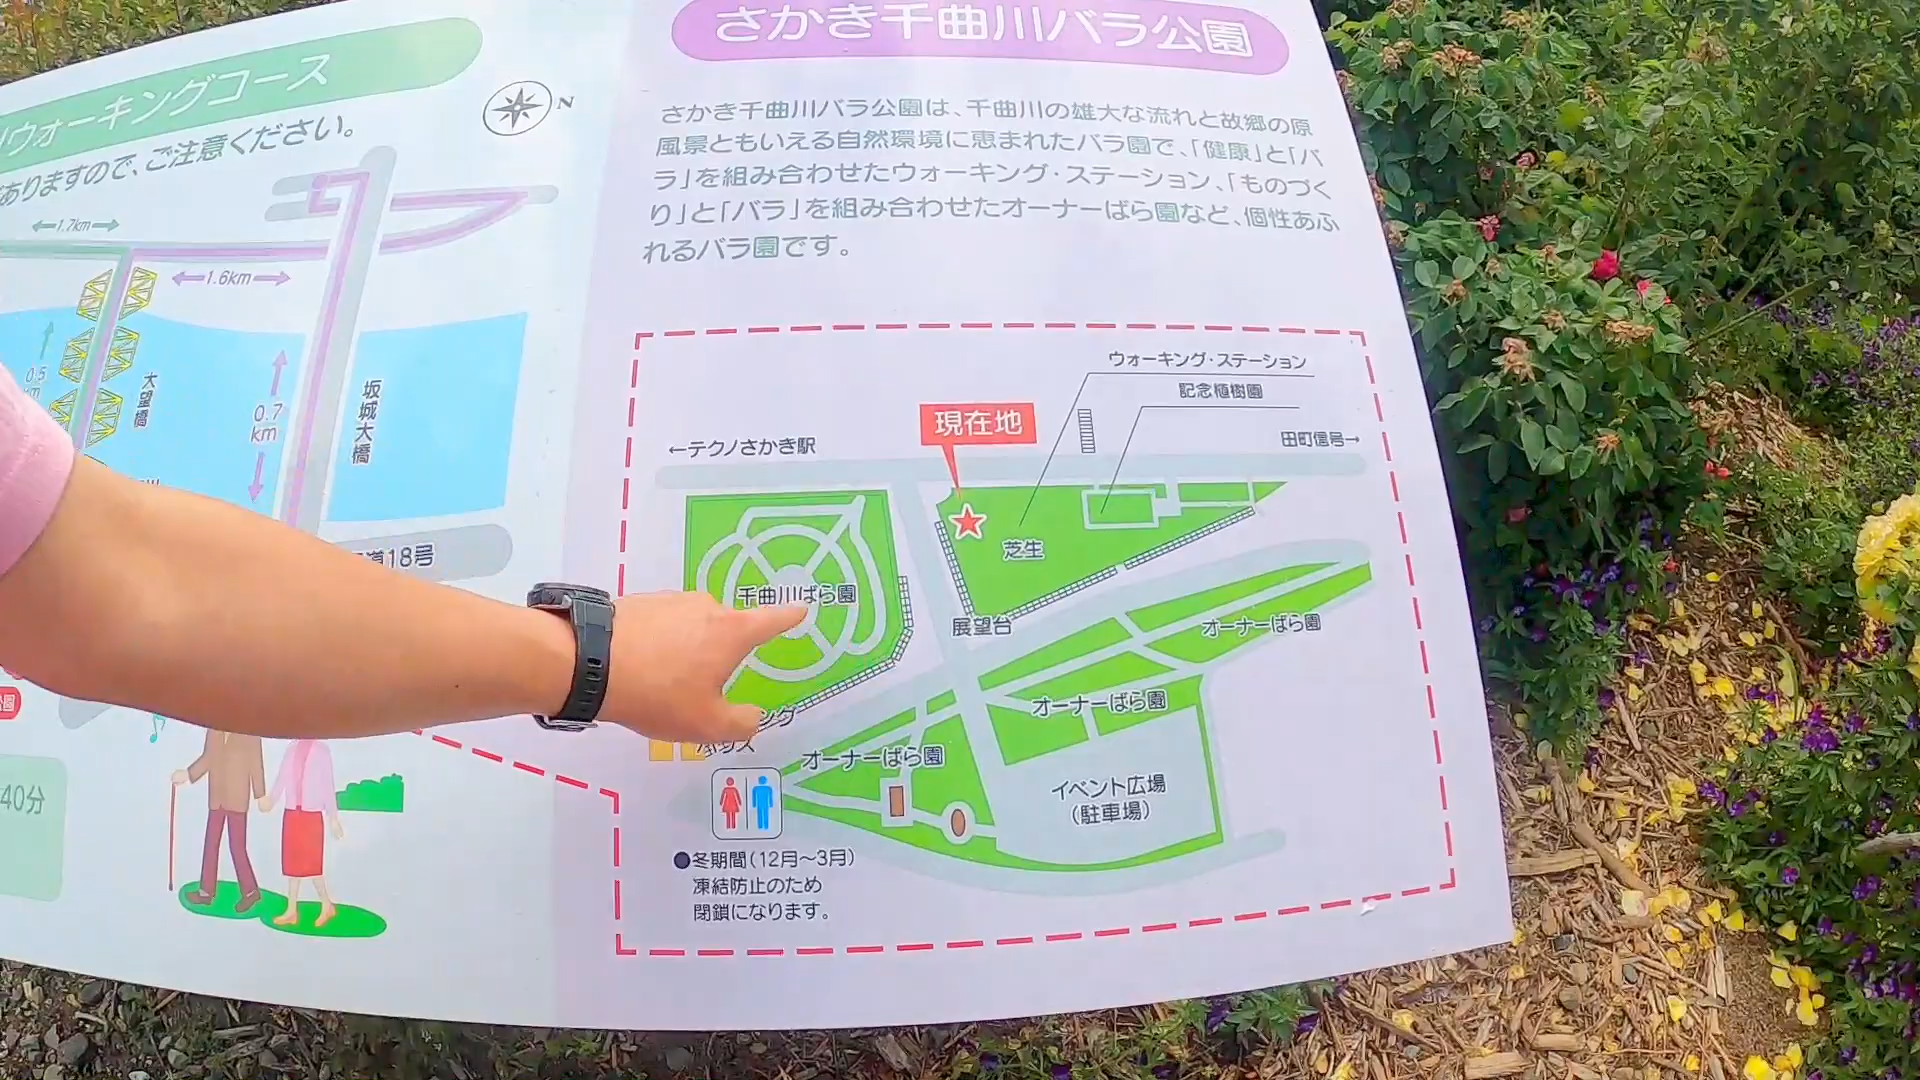 ウォーキングコース
ありますので、ご注意ください。
N
1.7km
1.6km
0.5
km
大望橋
0.7
km
坂城大橋
道18号
40分
さかき千曲川バラ公園
さかき千曲川バラ公園は、千曲川の雄大な流れと故郷の原
風景ともいえる自然環境に恵まれたバラ園で、「健康」と「バ
ラ」を組み合わせたウォーキング・ステーション、「ものづく
り」と「バラ」を組み合わせたオーナーばら園など、個性あふ
れるバラ園です。
ウォーキング・ステーション
記念植樹園
現在地
←テクノさかき駅
田町信号→
芝生
千曲川ばら園
展望台
オーナーばら園
オーナーばら園
ング
オーナーばら園
イベント広場
(駐車場)
●冬期間(12月〜3月)
凍結防止のため
閉鎖になります。